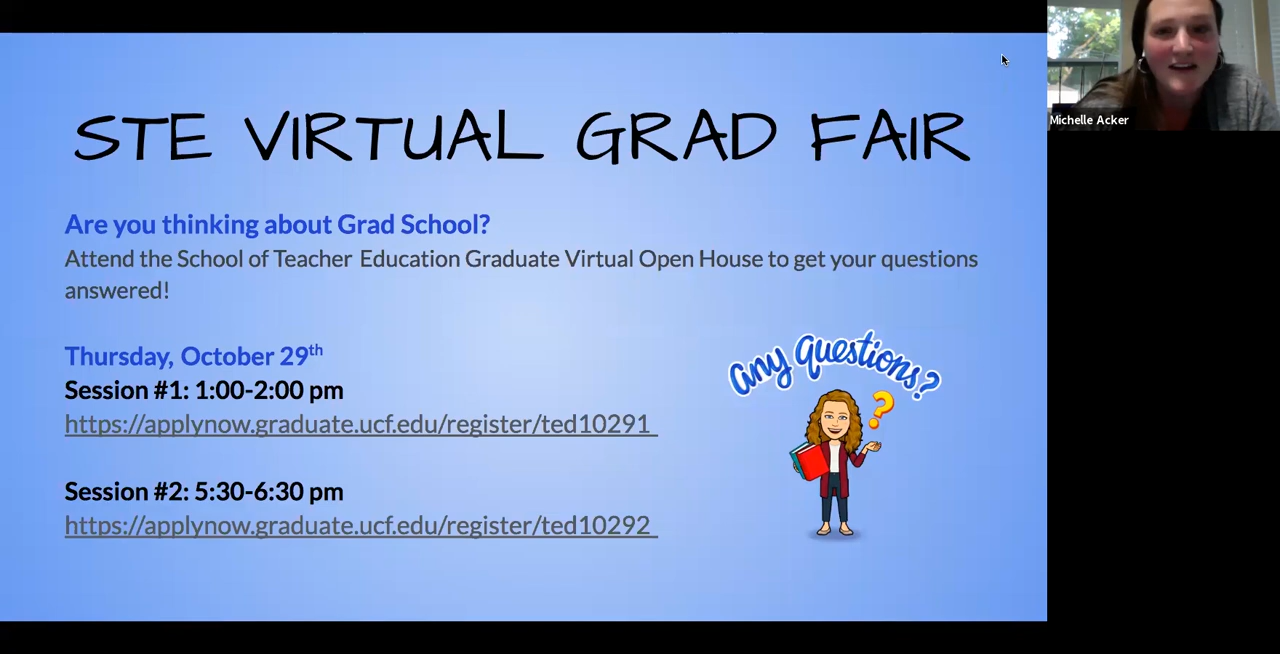 STE VIRTUAL GRAD FAIR
Are you thinking about Grad School?
Attend the School of Teacher Education Graduate Virtual Open House to get your questions
answered!
Thursday, October 29th
Session #1: 1:00-2:00 pm
https://applynow.graduate.ucf.edu/register/ted10291
Session #2: 5:30-6:30 pm
https://applynow.graduate.ucf.edu/register/ted10292
any questions?
?
Michelle Acker